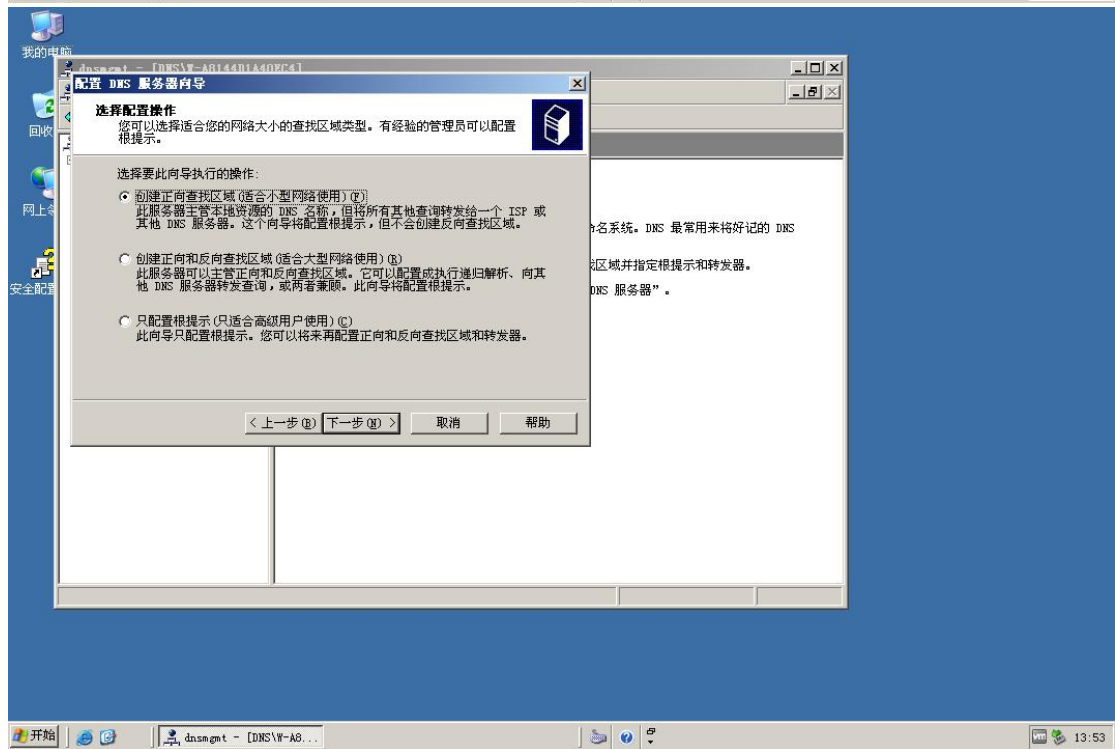 我的电脑
dnsmgmt - [DNS\W-A8144D1A40EC4]
配置 DNS 服务器向导
选择配置操作
您可以选择适合您的网络大小的查找区域类型。有经验的管理员可以配置
根提示。
回收
选择要此向导执行的操作:
创建正向查找区域(适合小型网络使用)(F)
此服务器主管本地资源的 DNS 名称,但将所有其他查询转发给一个 ISP 或
其他 DNS 服务器。这个向导将配置根提示,但不会创建反向查找区域。
网上
名系统。DNS 最常用来将好记的 DNS
创建正向和反向查找区域(适合大型网络使用)(R)
此服务器可以主管正向和反向查找区域。它可以配置成执行递归解析、向其
他 DNS 服务器转发查询,或两者兼顾。此向导将配置根提示。
区域并指定根提示和转发器。
安全配置
DNS 服务器”。
只配置根提示(只适合高级用户使用)(C)
此向导只配置根提示。您可以将来再配置正向和反向查找区域和转发器。
< 上一步(B)
下一步(N) >
取消
帮助
开始
dnsmgmt - [DNS\W-A8...
13:53